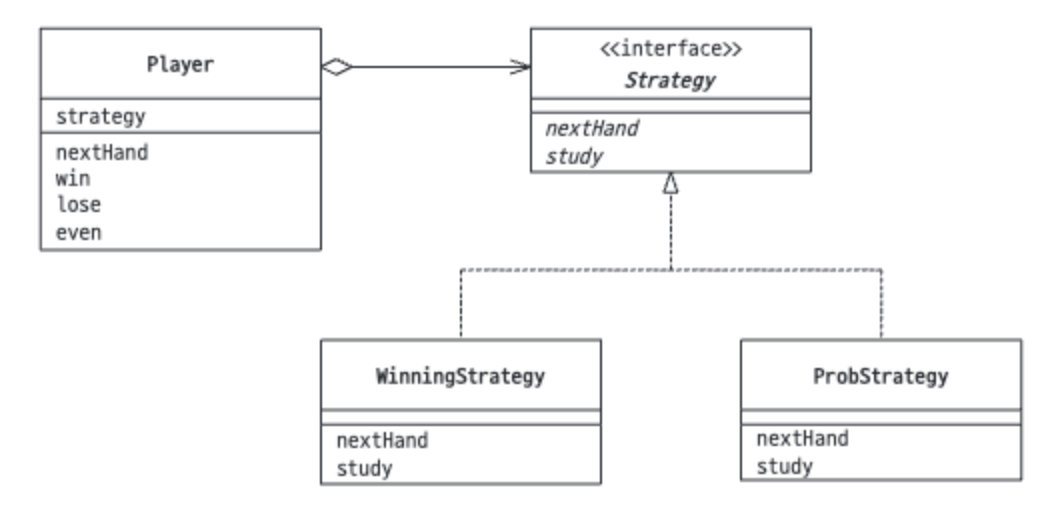 Player
strategy
nextHand
win
lose
even
<<interface>>
Strategy
nextHand
study
WinningStrategy
nextHand
study
ProbStrategy
nextHand
study